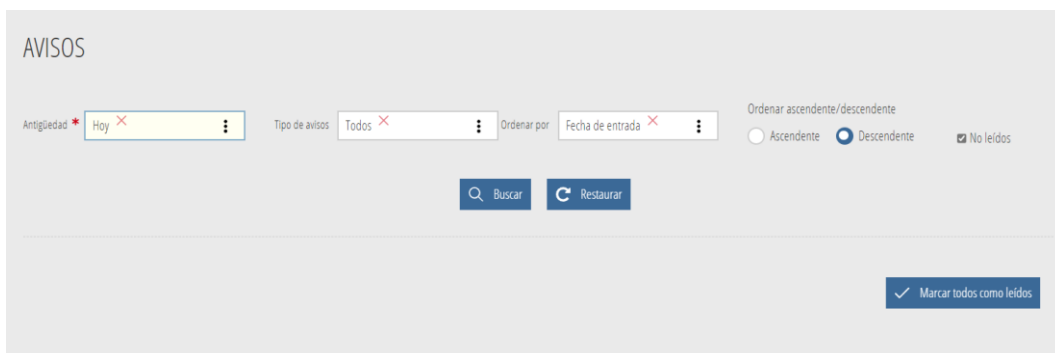 AVISOS
Ordenar ascendente/descendente
Antigüedad * Hoy Tipo de avisos Todos Ordenar por Fecha de entrada Ascendente Descendente No leídos
Buscar Restaurar
Marcar todos como leídos